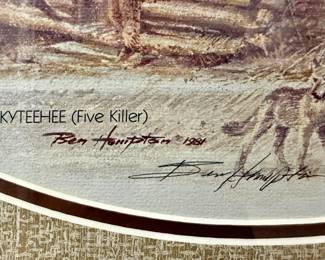 KYTEEHEE (Five Killer)
Ben Hampton 1981
Ben Hampton